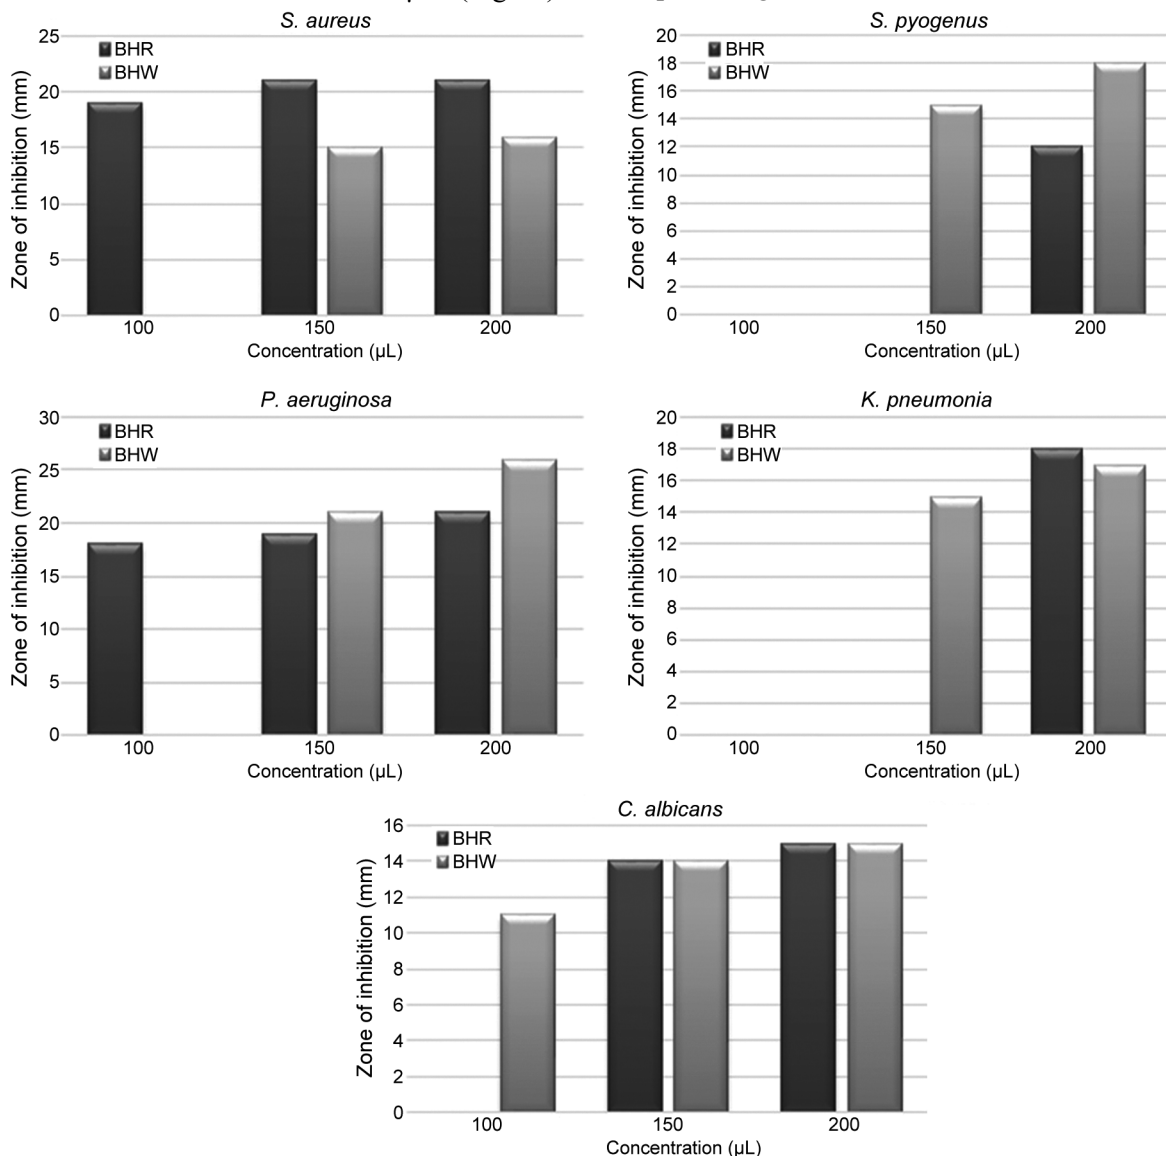 S. aureus
25
20
15
10
5
0
Zone of inhibition (mm)
BHR
BHW
100 150 200
Concentration (µL)
S. pyogenus
20
18
16
14
12
10
8
6
4
2
0
Zone of inhibition (mm)
BHR
BHW
100 150 200
Concentration (µL)
P. aeruginosa
30
25
20
15
10
5
0
Zone of inhibition (mm)
BHR
BHW
100 150 200
Concentration (µL)
K. pneumonia
20
18
16
14
12
10
8
6
4
2
0
Zone of inhibition (mm)
BHR
BHW
100 150 200
Concentration (µL)
C. albicans
16
14
12
10
8
6
4
2
0
Zone of inhibition (mm)
BHR
BHW
100 150 200
Concentration (µL)